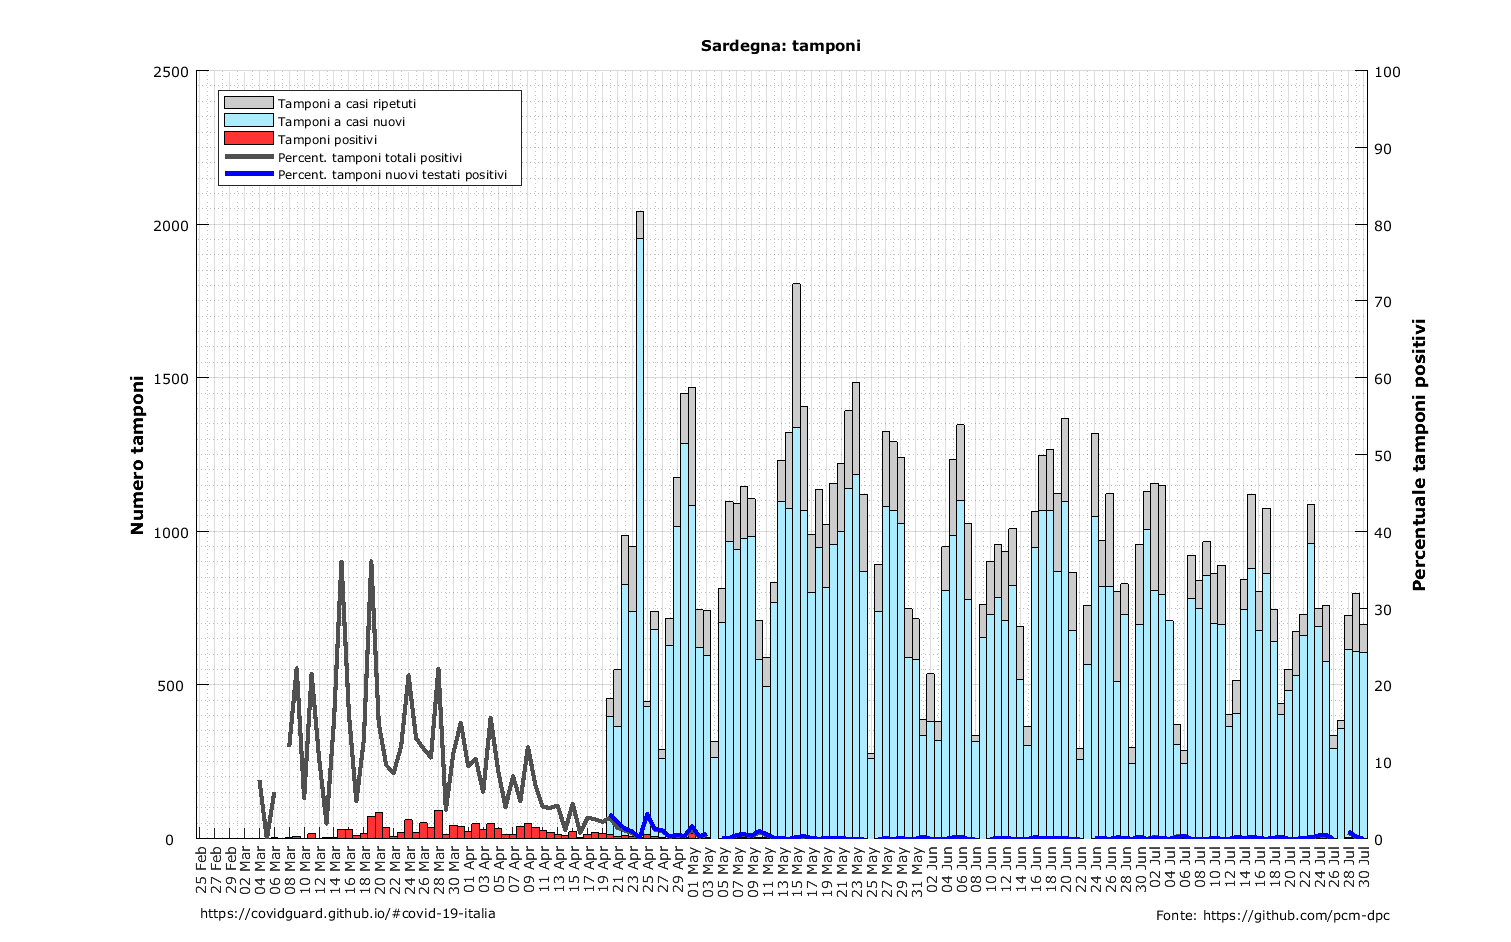 Sardegna: tamponi
2500
2000
1500
1000
500
0
Numero tamponi
Tamponi a casi ripetuti
Tamponi a casi nuovi
Tamponi positivi
Percent. tamponi totali positivi
Percent. tamponi nuovi testati positivi
100
90
80
70
60
50
40
30
20
10
0
Percentuale tamponi positivi
25 Feb
27 Feb
29 Feb
02 Mar
04 Mar
06 Mar
08 Mar
10 Mar
12 Mar
14 Mar
16 Mar
18 Mar
20 Mar
22 Mar
24 Mar
26 Mar
28 Mar
30 Mar
01 Apr
03 Apr
05 Apr
07 Apr
09 Apr
11 Apr
13 Apr
15 Apr
17 Apr
19 Apr
21 Apr
23 Apr
25 Apr
27 Apr
29 Apr
01 May
03 May
05 May
07 May
09 May
11 May
13 May
15 May
17 May
19 May
21 May
23 May
25 May
27 May
29 May
31 May
02 Jun
04 Jun
06 Jun
08 Jun
10 Jun
12 Jun
14 Jun
16 Jun
18 Jun
20 Jun
22 Jun
24 Jun
26 Jun
28 Jun
30 Jun
02 Jul
04 Jul
06 Jul
08 Jul
10 Jul
12 Jul
14 Jul
16 Jul
18 Jul
20 Jul
22 Jul
24 Jul
26 Jul
28 Jul
30 Jul
https://covidguard.github.io/#covid-19-italia
Fonte: https://github.com/pcm-dpc